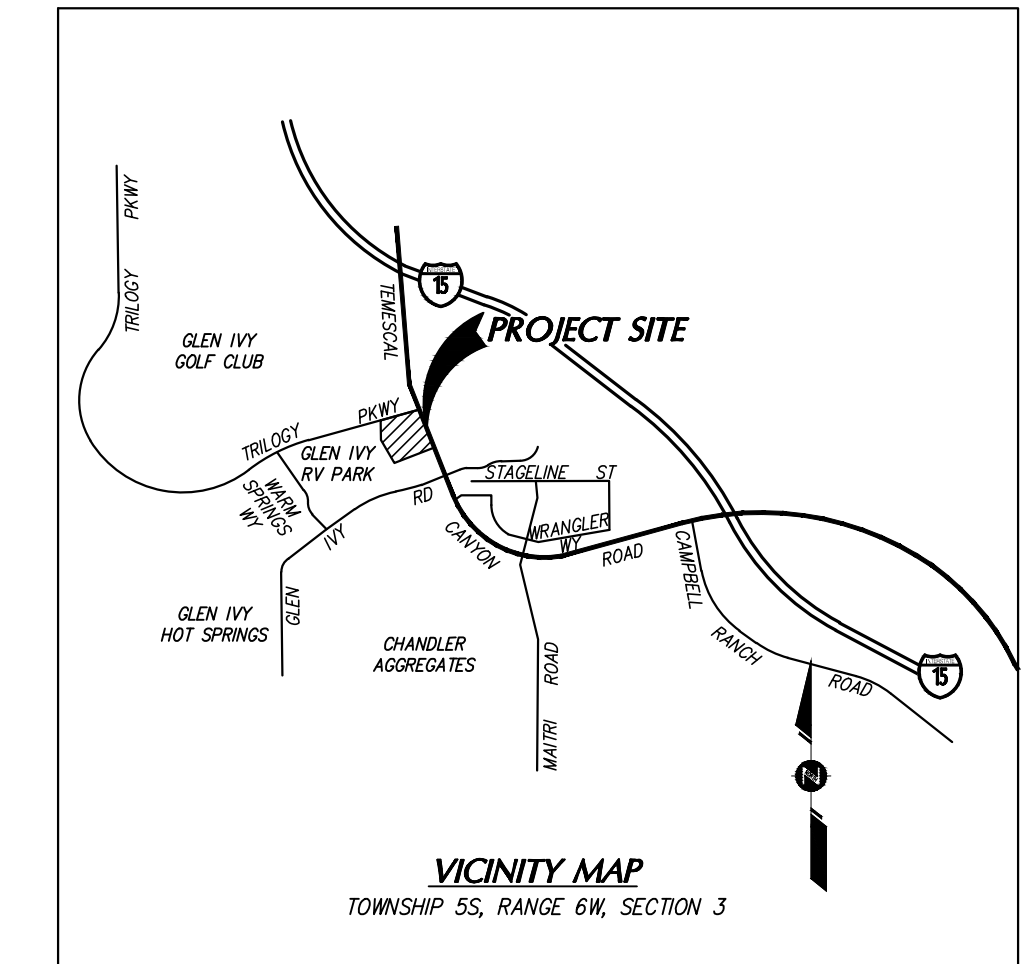 TRILOGY PKWY
GLEN IVY
GOLF CLUB
TEMESCAL
INTERSTATE
15
PROJECT SITE
TRILOGY PKWY
GLEN IVY
RV PARK
WARM
SPRINGS
WY
GLEN IVY RD
STAGELINE ST
WRANGLER
WY
CANYON ROAD
CAMPBELL
RANCH
ROAD
GLEN IVY
HOT SPRINGS
CHANDLER
AGGREGATES
MAITRI ROAD
INTERSTATE
15
N
VICINITY MAP
TOWNSHIP 5S, RANGE 6W, SECTION 3